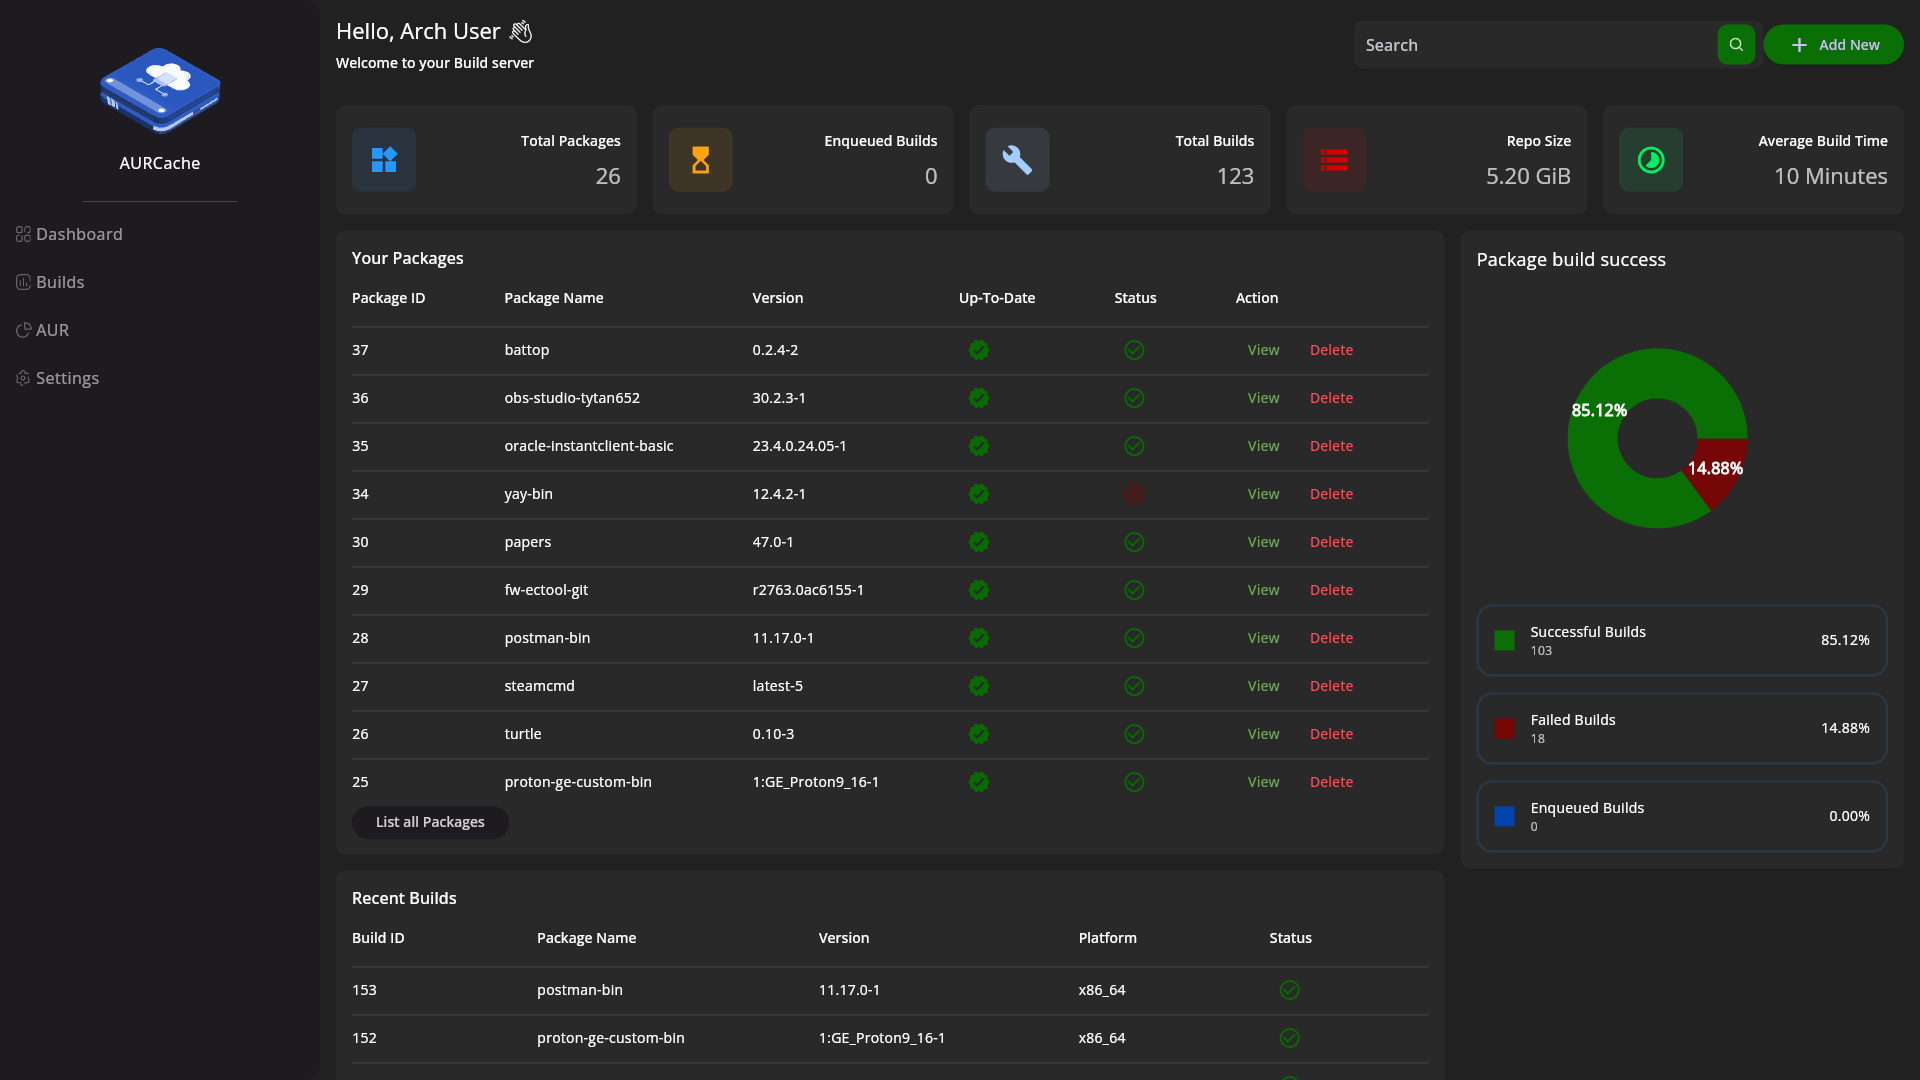 AURCache
Dashboard
Builds
AUR
Settings
Hello, Arch User 👋
Welcome to your Build server
Search
Add New
Total Packages
26
Enqueued Builds
0
Total Builds
123
Repo Size
5.20 GiB
Average Build Time
10 Minutes
Your Packages
Package ID Package Name Version Up-To-Date Status Action
37 battop 0.2.4-2 View Delete
36 obs-studio-tytan652 30.2.3-1 View Delete
35 oracle-instantclient-basic 23.4.0.24.05-1 View Delete
34 yay-bin 12.4.2-1 View Delete
30 papers 47.0-1 View Delete
29 fw-ectool-git r2763.0ac6155-1 View Delete
28 postman-bin 11.17.0-1 View Delete
27 steamcmd latest-5 View Delete
26 turtle 0.10-3 View Delete
25 proton-ge-custom-bin 1:GE_Proton9_16-1 View Delete
List all Packages
Package build success
85.12%
14.88%
Successful Builds
103
85.12%
Failed Builds
18
14.88%
Enqueued Builds
0
0.00%
Recent Builds
Build ID Package Name Version Platform Status
153 postman-bin 11.17.0-1 x86_64
152 proton-ge-custom-bin 1:GE_Proton9_16-1 x86_64